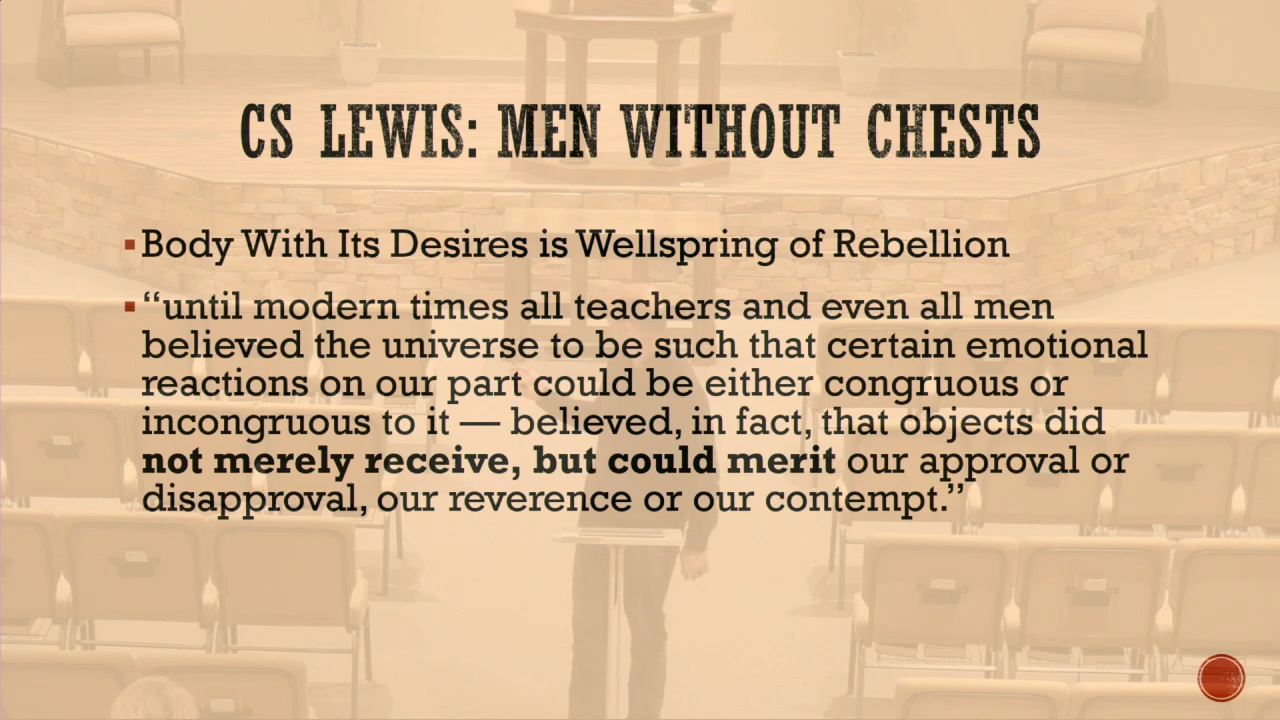 CS LEWIS: MEN WITHOUT CHESTS
Body With Its Desires is Wellspring of Rebellion
“until modern times all teachers and even all men
believed the universe to be such that certain emotional
reactions on our part could be either congruous or
incongruous to it — believed, in fact, that objects did
not merely receive, but could merit our approval or
disapproval, our reverence or our contempt.”